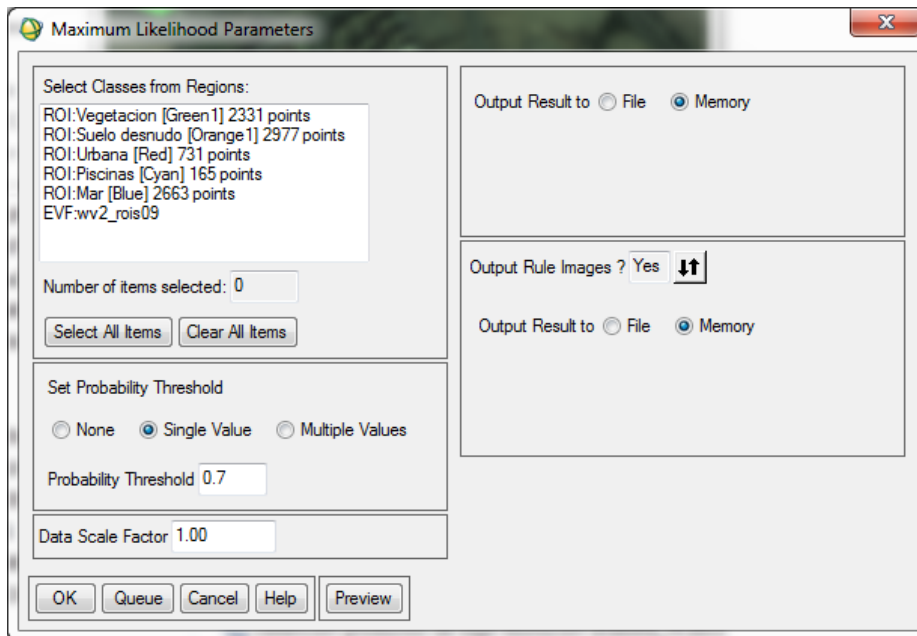 Maximum Likelihood Parameters
Select Classes from Regions:
ROI:Vegetacion [Green1] 2331 points
ROI:Suelo desnudo [Orange1] 2977 points
ROI:Urbana [Red] 731 points
ROI:Piscinas [Cyan] 165 points
ROI:Mar [Blue] 2663 points
EVF:wv2_rois09
Number of items selected: 0
Select All Items Clear All Items
Set Probability Threshold
None Single Value Multiple Values
Probability Threshold 0.7
Data Scale Factor 1.00
OK Queue Cancel Help Preview
Output Result to File Memory
Output Rule Images ? Yes
Output Result to File Memory